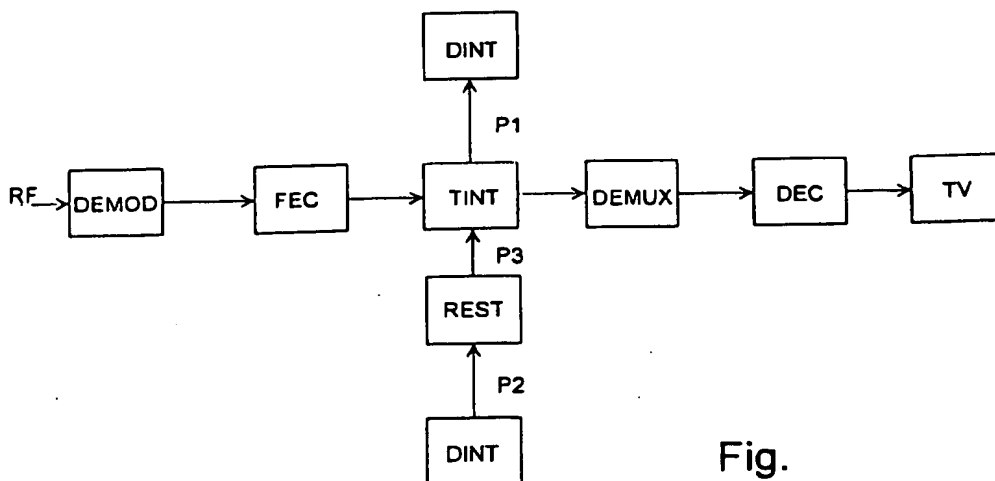 DINT
P1
RF
DEMOD
FEC
TINT
DEMUX
DEC
TV
P3
REST
P2
DINT
Fig.